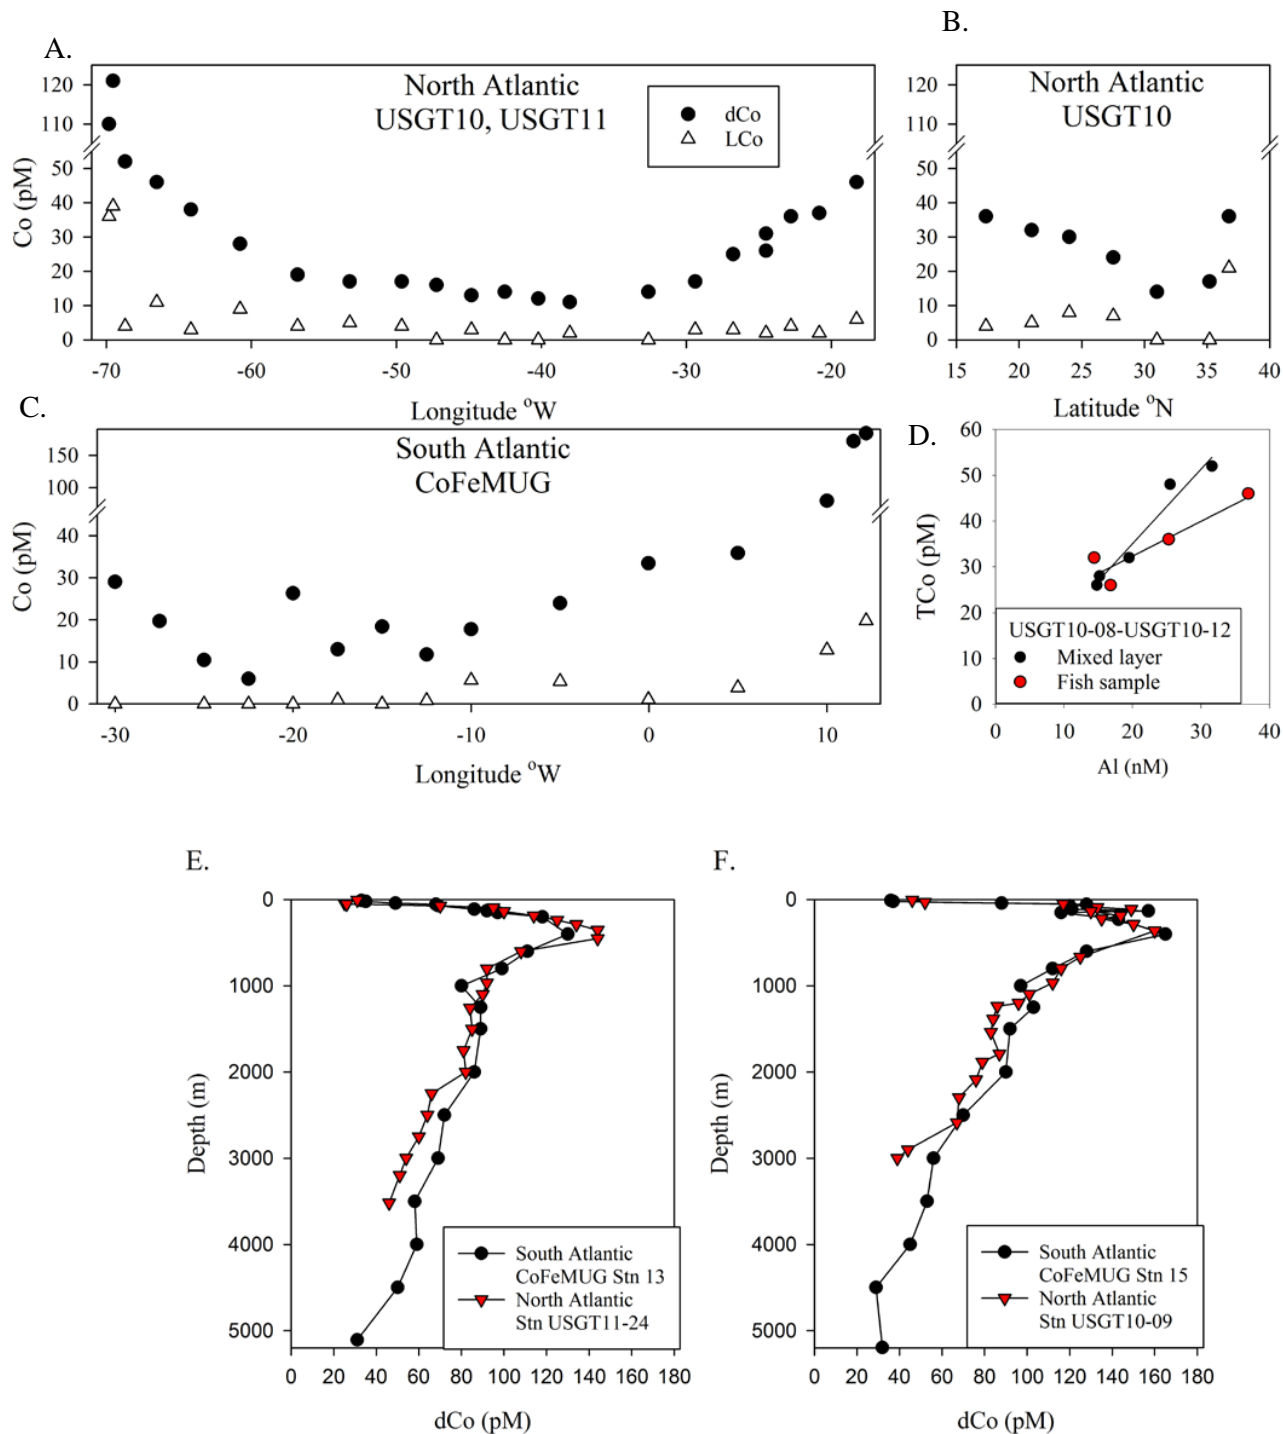 A.
North Atlantic
USGT10, USGT11
dCo
LCo
Co (pM)
120
110
50
40
30
20
10
0
-70
-60
-50
-40
-30
-20
Longitude °W
B.
North Atlantic
USGT10
120
110
50
40
30
20
10
0
15
20
25
30
35
40
Latitude °N
C.
South Atlantic
CoFeMUG
Co (pM)
150
100
40
30
20
10
0
-30
-20
-10
0
10
Longitude °W
D.
TCo (pM)
60
50
40
30
20
10
0
USGT10-08-USGT10-12
Mixed layer
Fish sample
0
10
20
30
40
Al (nM)
E.
Depth (m)
0
1000
2000
3000
4000
5000
South Atlantic
CoFeMUG Stn 13
North Atlantic
Stn USGT11-24
0 20 40 60 80 100 120 140 160 180
dCo (pM)
F.
Depth (m)
0
1000
2000
3000
4000
5000
South Atlantic
CoFeMUG Stn 15
North Atlantic
Stn USGT10-09
0 20 40 60 80 100 120 140 160 180
dCo (pM)